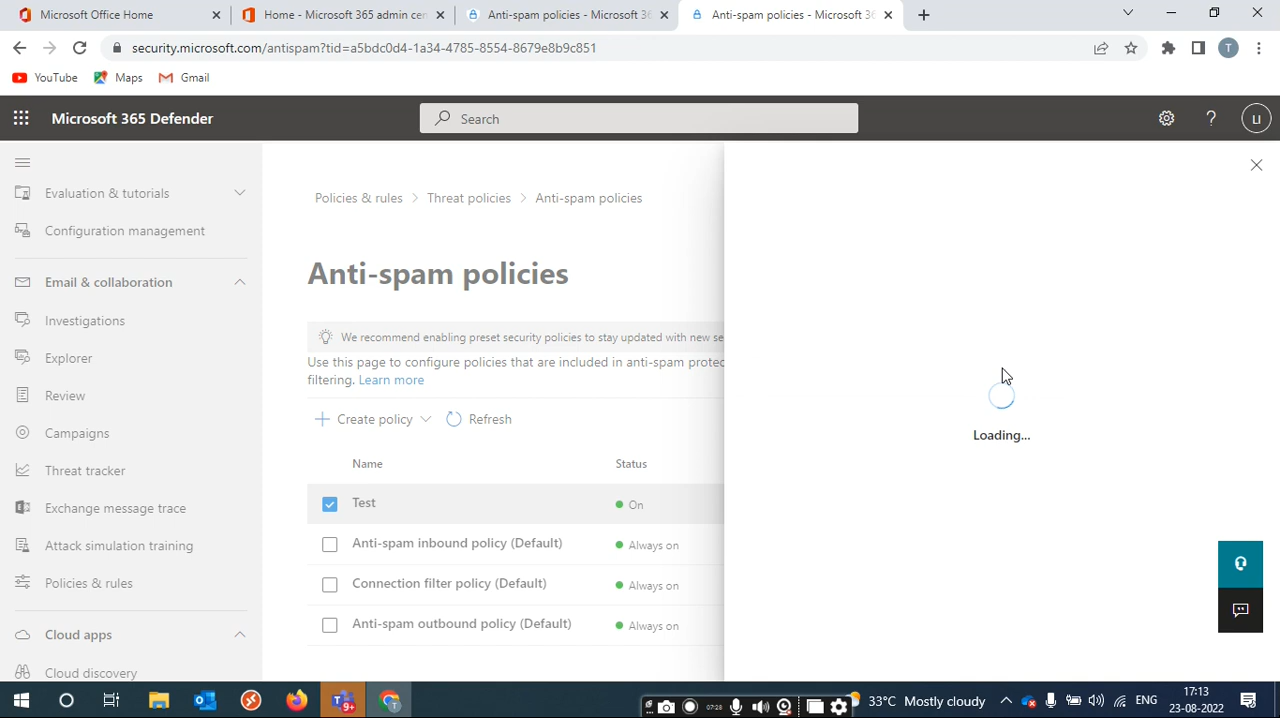 Microsoft Office Home
Home - Microsoft 365 admin cen
Anti-spam policies - Microsoft 36
Anti-spam policies - Microsoft 36
security.microsoft.com/antispam?tid=a5bdc0d4-1a34-4785-8554-8679e8b9c851
T
YouTube
Maps
Gmail
Microsoft 365 Defender
Search
?
LI
Evaluation & tutorials
Configuration management
Email & collaboration
Investigations
Explorer
Review
Campaigns
Threat tracker
Exchange message trace
Attack simulation training
Policies & rules
Cloud apps
Cloud discovery
Policies & rules > Threat policies > Anti-spam policies
Anti-spam policies
We recommend enabling preset security policies to stay updated with new se
Use this page to configure policies that are included in anti-spam protec
filtering. Learn more
Create policy
Refresh
Name Status
Test On
Anti-spam inbound policy (Default) Always on
Connection filter policy (Default) Always on
Anti-spam outbound policy (Default) Always on
Loading...
9+
07:28
33°C Mostly cloudy
ENG
17:13
23-08-2022